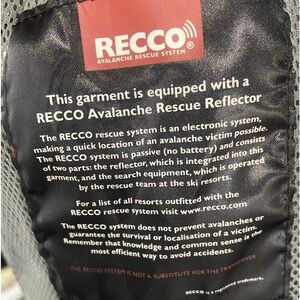 RECCO®
AVALANCHE RESCUE SYSTEM
This garment is equipped with a
RECCO Avalanche Rescue Reflector
The RECCO rescue system is an electronic system,
making a quick location of an avalanche victim possible.
The RECCO system is passive (no battery) and consists
of two parts: the reflector, which is integrated into this
garment, and the search equipment, which is operated
by the rescue team at the ski resorts.
For a list of all resorts outfitted with the
RECCO rescue system visit www.recco.com
The RECCO system does not prevent avalanches or
guarantee the survival or localisation of a victim.
Remember that knowledge and common sense is the
most efficient way to avoid accidents.
THE RECCO SYSTEM IS NOT A SUBSTITUTE FOR THE TRANSCEIVER
RECCO is a registered trademark.